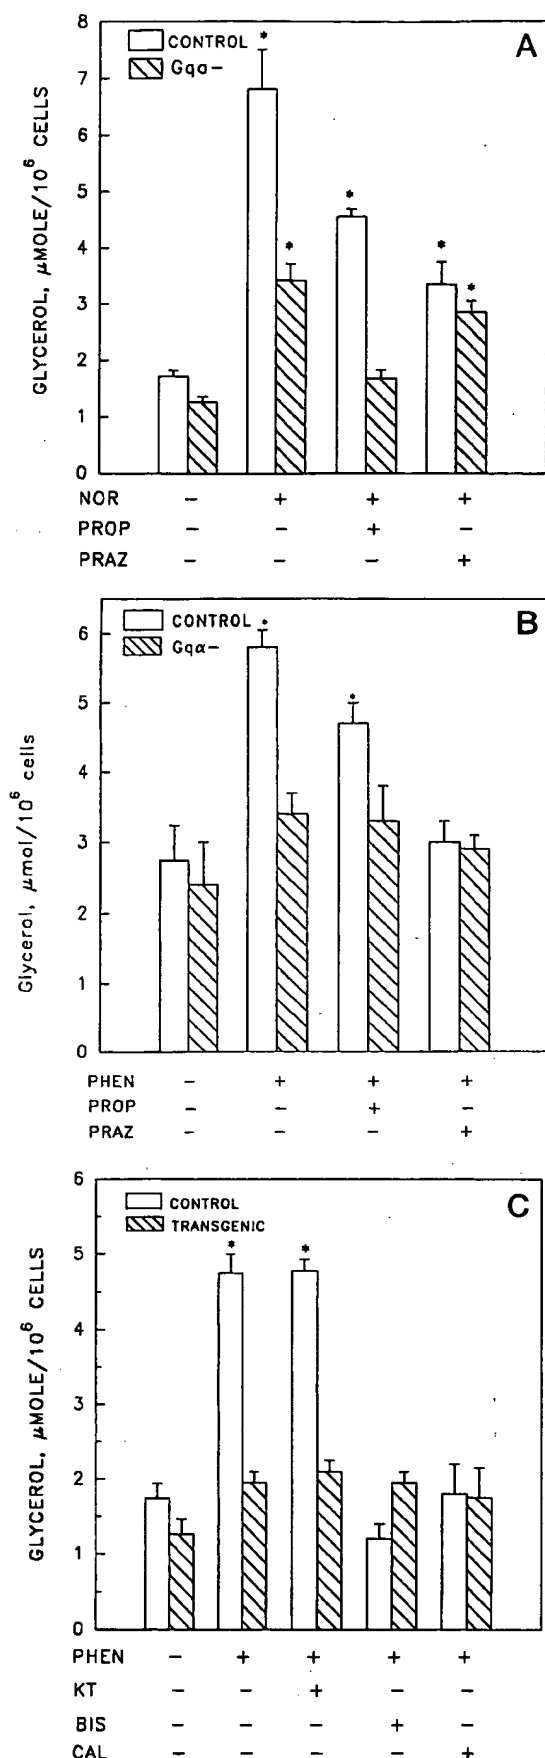 A
CONTROL
Gqα-
GLYCEROL, μMOLE/10⁶ CELLS
8
7
6
5
4
3
2
1
0
* * * * *
NOR - + + +
PROP - - + -
PRAZ - - - +
B
CONTROL
Gqα-
Glycerol, μmol/10⁶ cells
6
5
4
3
2
1
0
PHEN - + + +
PROP - - + -
PRAZ - - - +
C
CONTROL
TRANSGENIC
GLYCEROL, μMOLE/10⁶ CELLS
6
5
4
3
2
1
0
* *
PHEN - + + + +
KT - - + - -
BIS - - - + -
CAL - - - - +